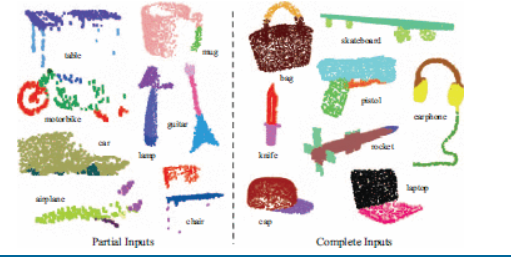 table
mug
motorbike
guitar
car
lamp
airplane
chair
Partial Inputs
bag
skateboard
pistol
earphone
knife
rocket
laptop
cap
Complete Inputs